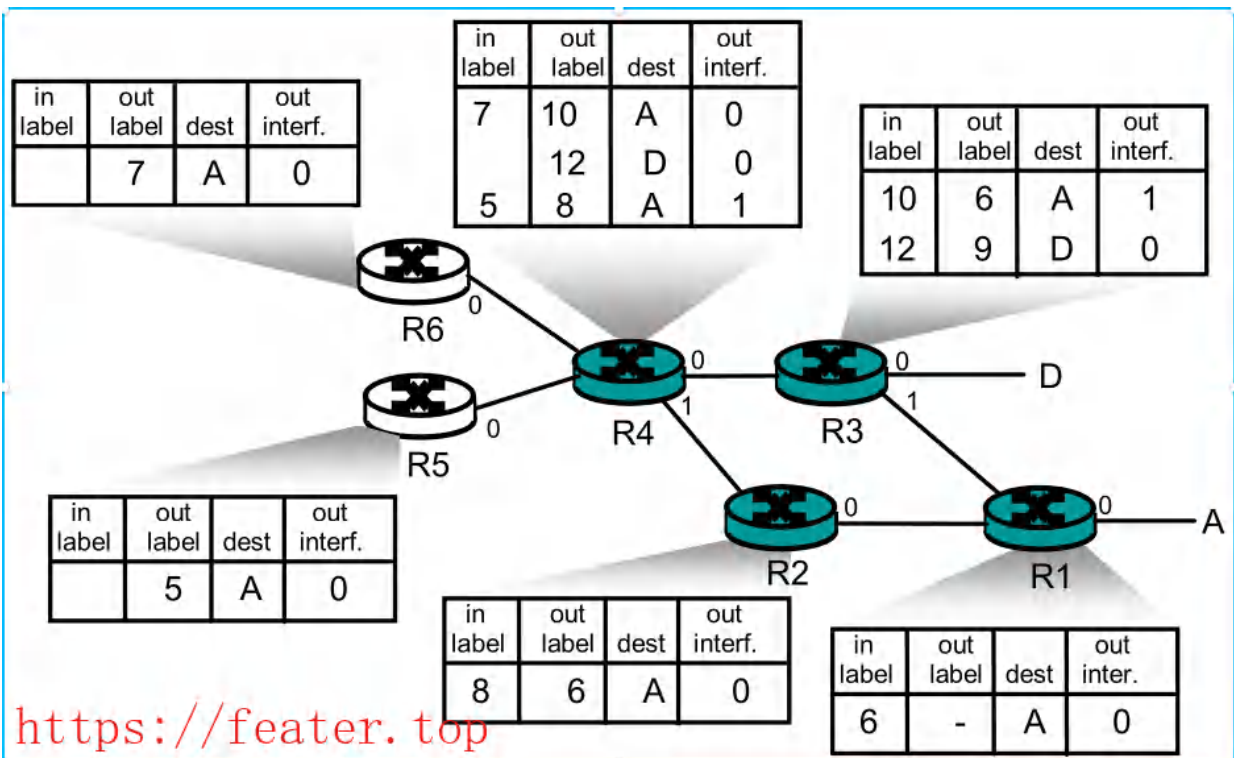 in out out
label label dest interf.
7 10 A 0
12 D 0
5 8 A 1
in out out
label label dest interf.
7 A 0
in out out
label label dest interf.
10 6 A 1
12 9 D 0
0
R6
0
R5
0
1
R4
0
1
R3
D
0
R2
0
R1
A
in out out
label label dest interf.
5 A 0
in out out
label label dest interf.
8 6 A 0
in out out
label label dest inter.
6 - A 0
https://feater.top